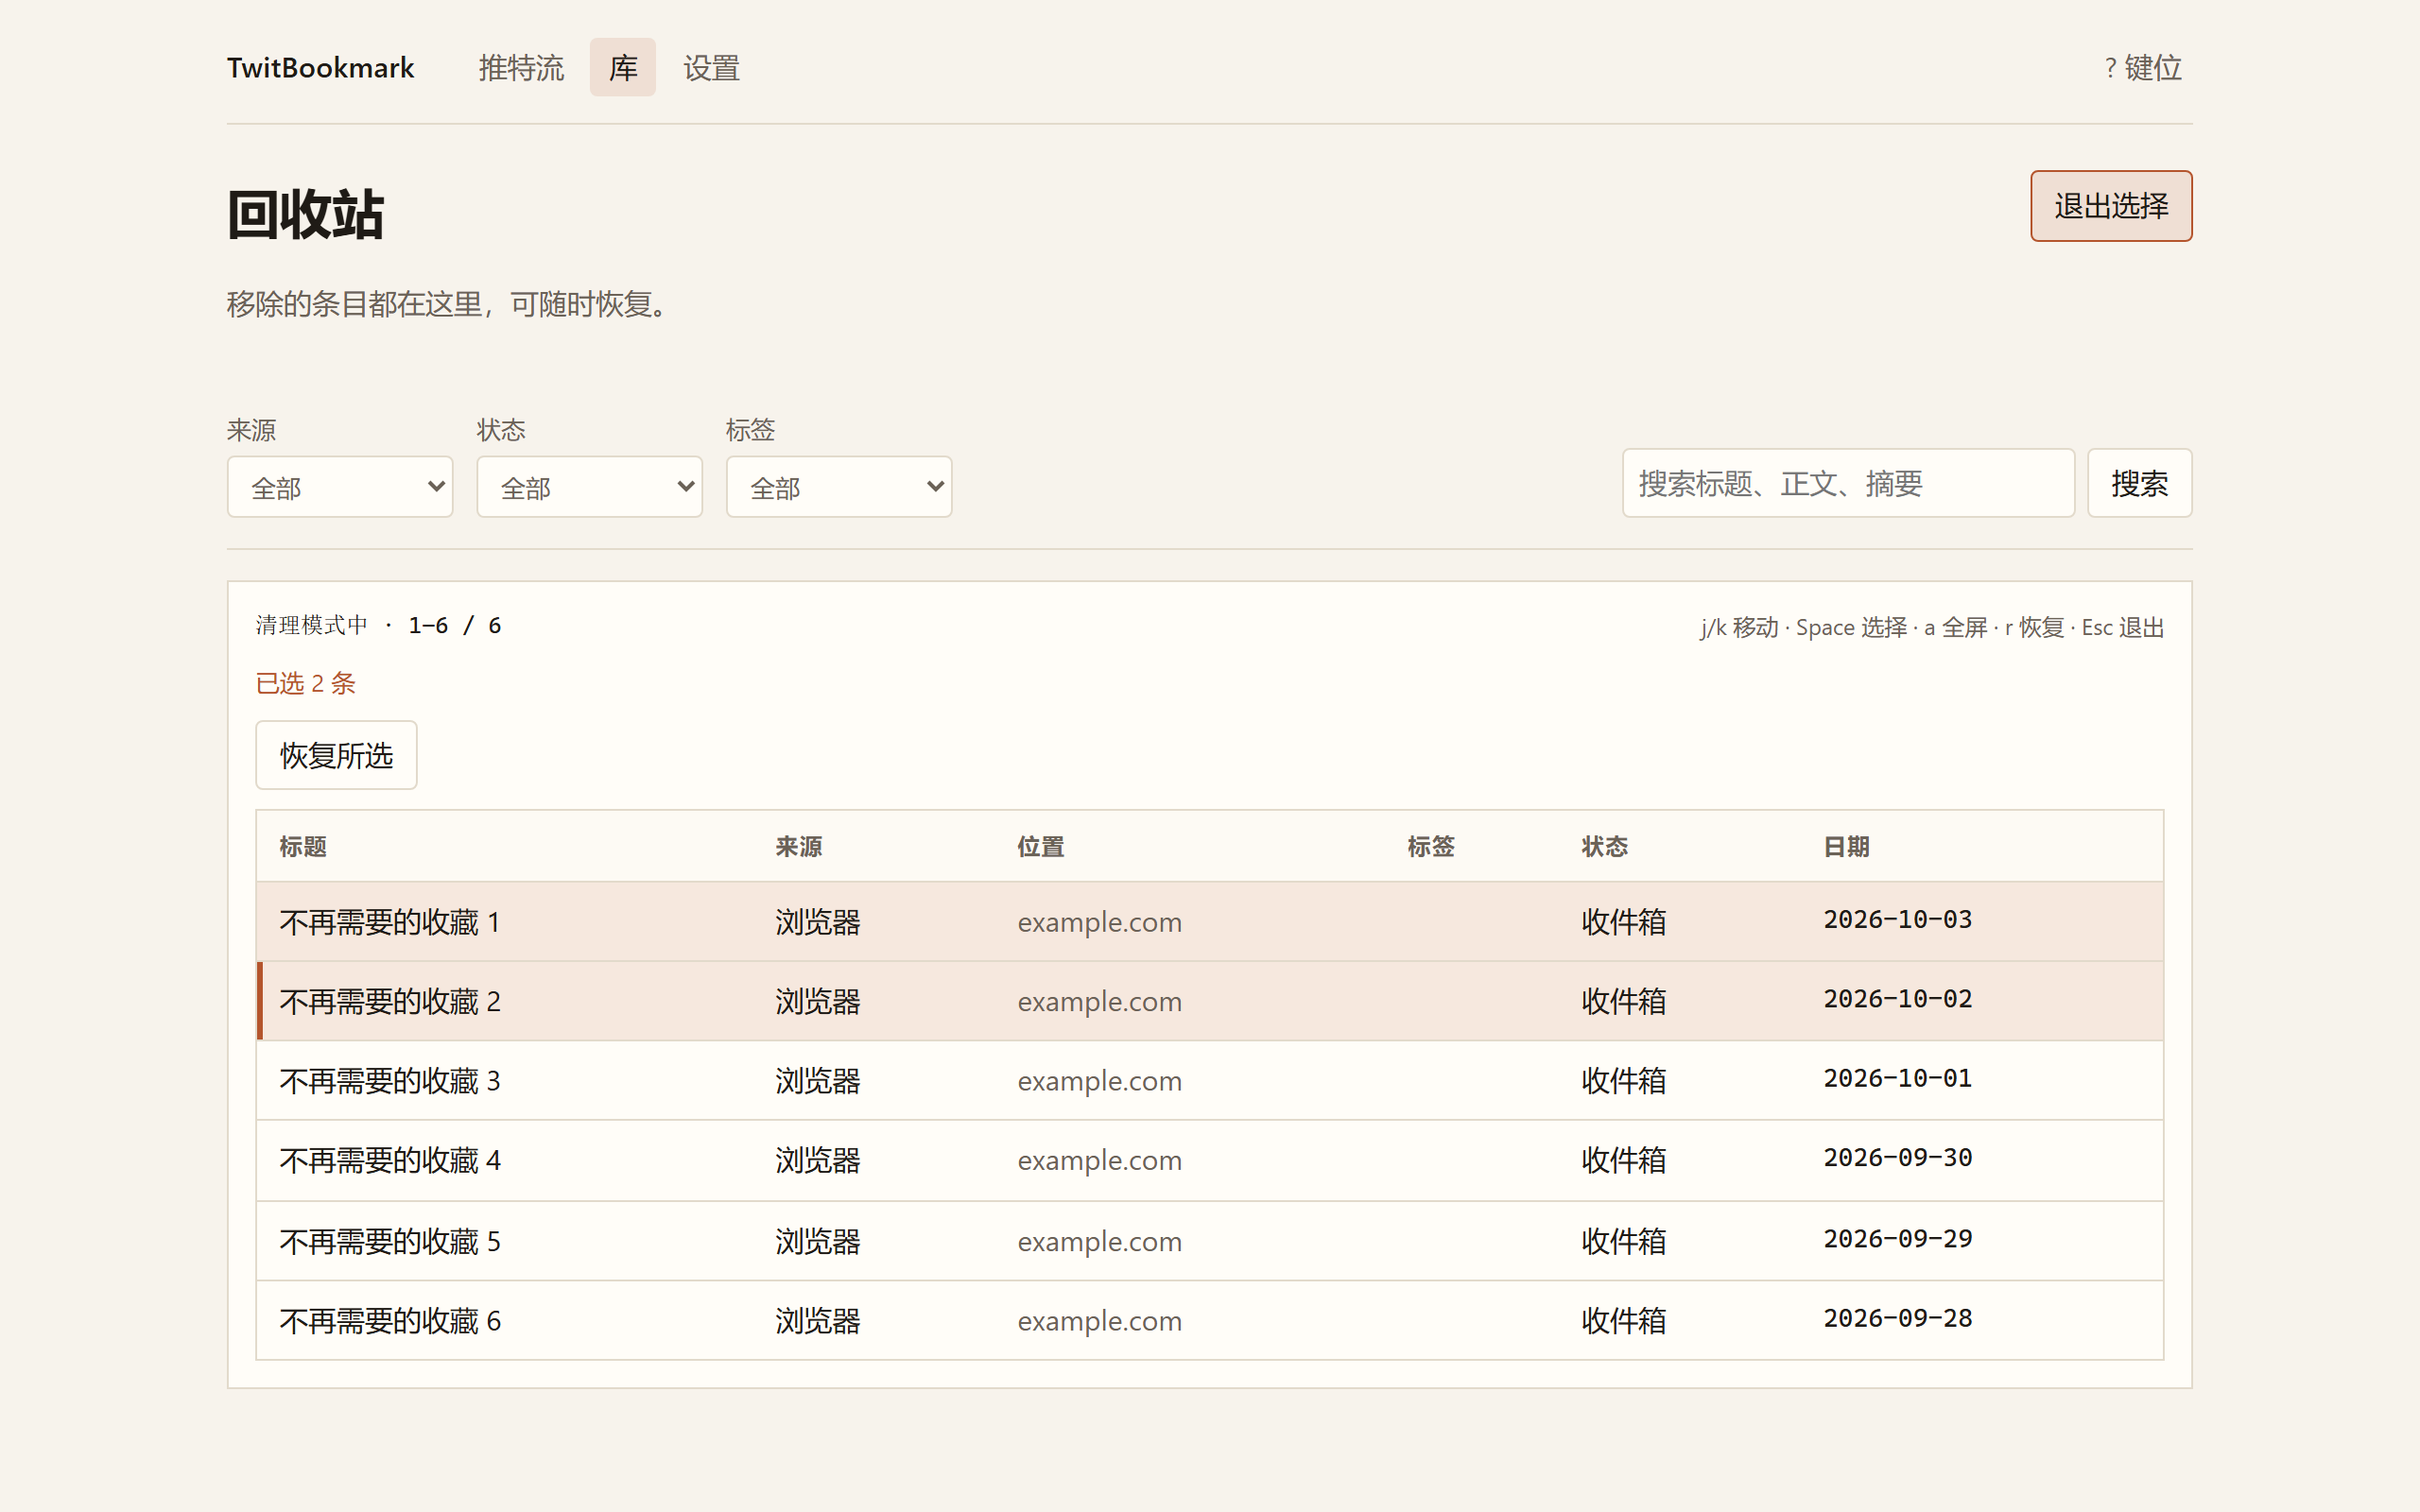 TwitBookmark 推特流 库 设置 ? 键位
回收站 退出选择
移除的条目都在这里，可随时恢复。
来源 状态 标签
全部 全部 全部 搜索标题、正文、摘要 搜索
清理模式中 · 1–6 / 6 j/k 移动 · Space 选择 · a 全屏 · r 恢复 · Esc 退出
已选 2 条
恢复所选
标题 来源 位置 标签 状态 日期
不再需要的收藏 1 浏览器 example.com 收件箱 2026-10-03
不再需要的收藏 2 浏览器 example.com 收件箱 2026-10-02
不再需要的收藏 3 浏览器 example.com 收件箱 2026-10-01
不再需要的收藏 4 浏览器 example.com 收件箱 2026-09-30
不再需要的收藏 5 浏览器 example.com 收件箱 2026-09-29
不再需要的收藏 6 浏览器 example.com 收件箱 2026-09-28